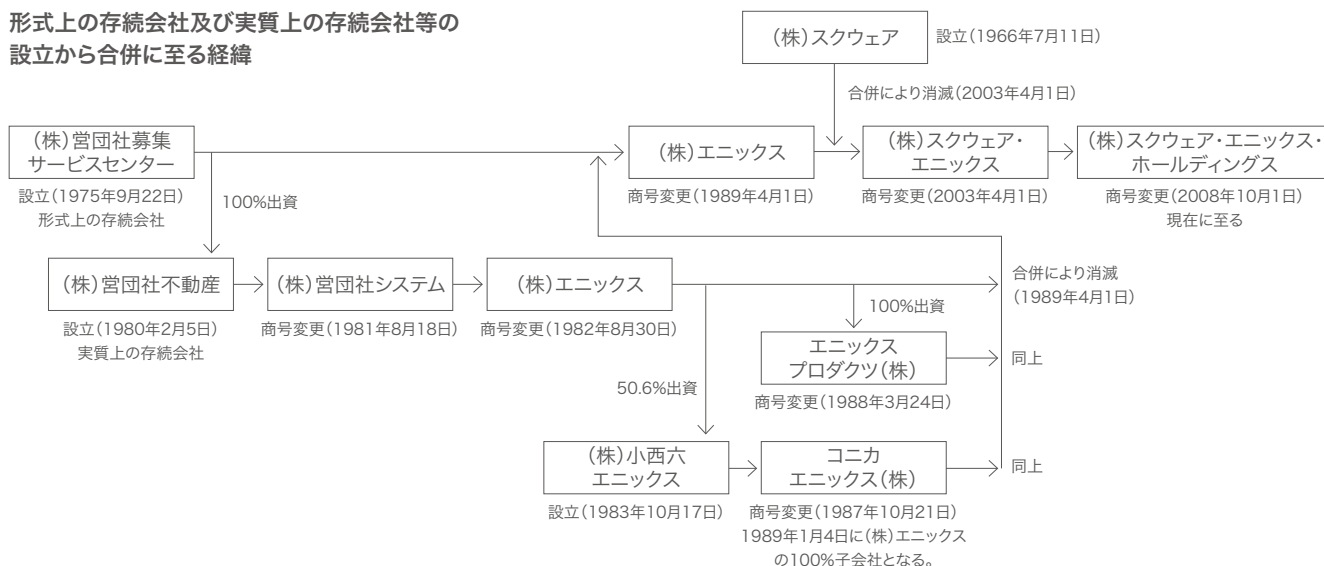 形式上の存続会社及び実質上の存続会社等の
設立から合併に至る経緯
(株)スクウェア
設立(1966年7月11日)
合併により消滅(2003年4月1日)
(株)営団社募集
サービスセンター
設立(1975年9月22日)
形式上の存続会社
100%出資
(株)エニックス
商号変更(1989年4月1日)
(株)スクウェア・
エニックス
商号変更(2003年4月1日)
(株)スクウェア・エニックス・
ホールディングス
商号変更(2008年10月1日)
現在に至る
(株)営団社不動産
設立(1980年2月5日)
実質上の存続会社
(株)営団社システム
商号変更(1981年8月18日)
(株)エニックス
商号変更(1982年8月30日)
合併により消滅
(1989年4月1日)
100%出資
エニックス
プロダクツ(株)
商号変更(1988年3月24日)
同上
50.6%出資
(株)小西六
エニックス
設立(1983年10月17日)
コニカ
エニックス(株)
商号変更(1987年10月21日)
1989年1月4日に(株)エニックス
の100%子会社となる。
同上